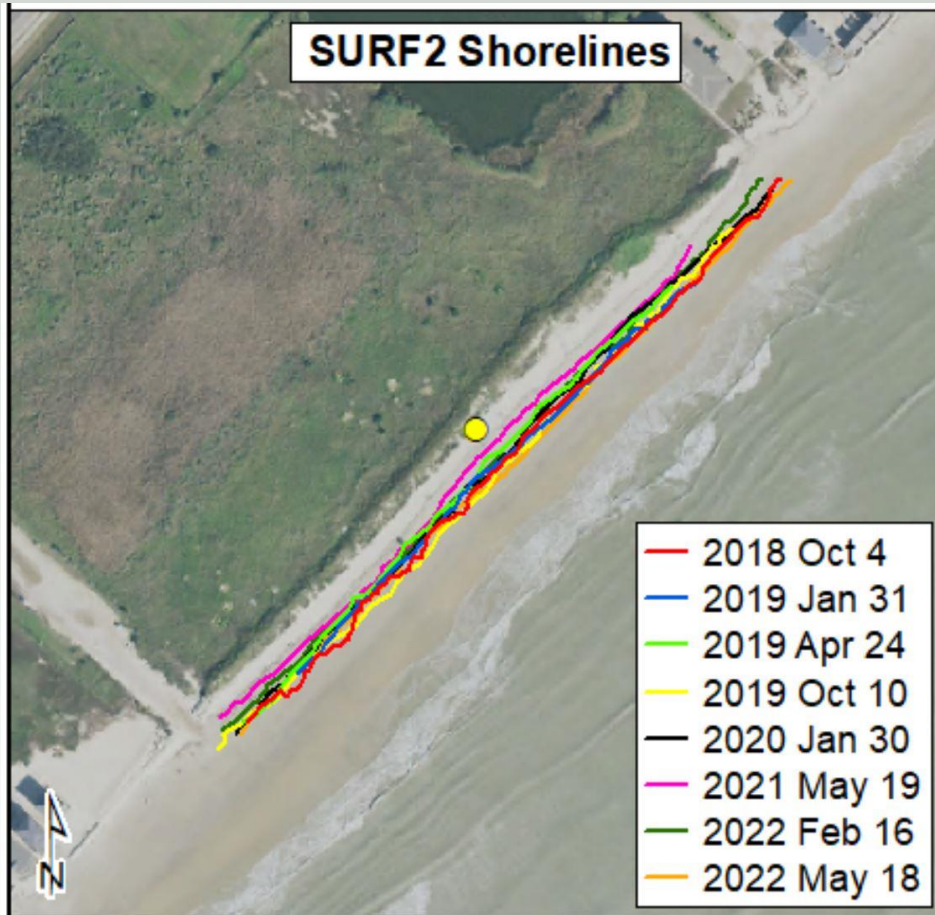 SURF2 Shorelines
2018 Oct 4
2019 Jan 31
2019 Apr 24
2019 Oct 10
2020 Jan 30
2021 May 19
2022 Feb 16
2022 May 18
N